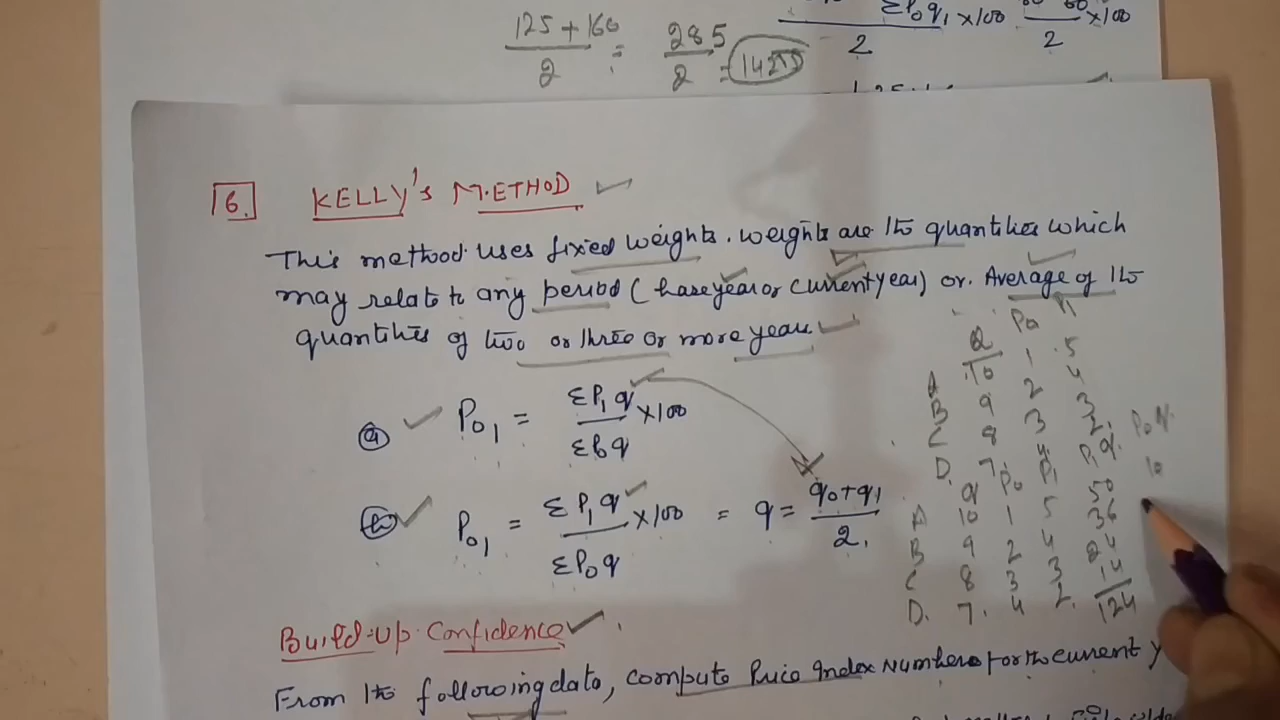 125+160 / 2 = 285 / 2 =
Σp₀q₁ ×100
2 2 ×100
6. KELLY's METHOD
This method uses fixed weights. weights are the quantities which
may relate to any period (base year or current year) or. Average of the
quantities of two or three or more years.
(a) P₀₁ = Σp₁q / Σp₀q ×100
(b) P₀₁ = Σp₁q / Σp₀q ×100 = q = q₀+q₁ / 2.
Q P₀
A 10 1 5
B 9 2 4
C 8 3 3
D. 7 4 2
q P₀ P₁ P₁q. P₀q.
A 10 1 5 50 10
B 9 2 4 36
C 8 3 3 24
D. 7. 4 2. 14
124
Build-Up Confidence
From the following data, compute Price Index Numbers for the current y